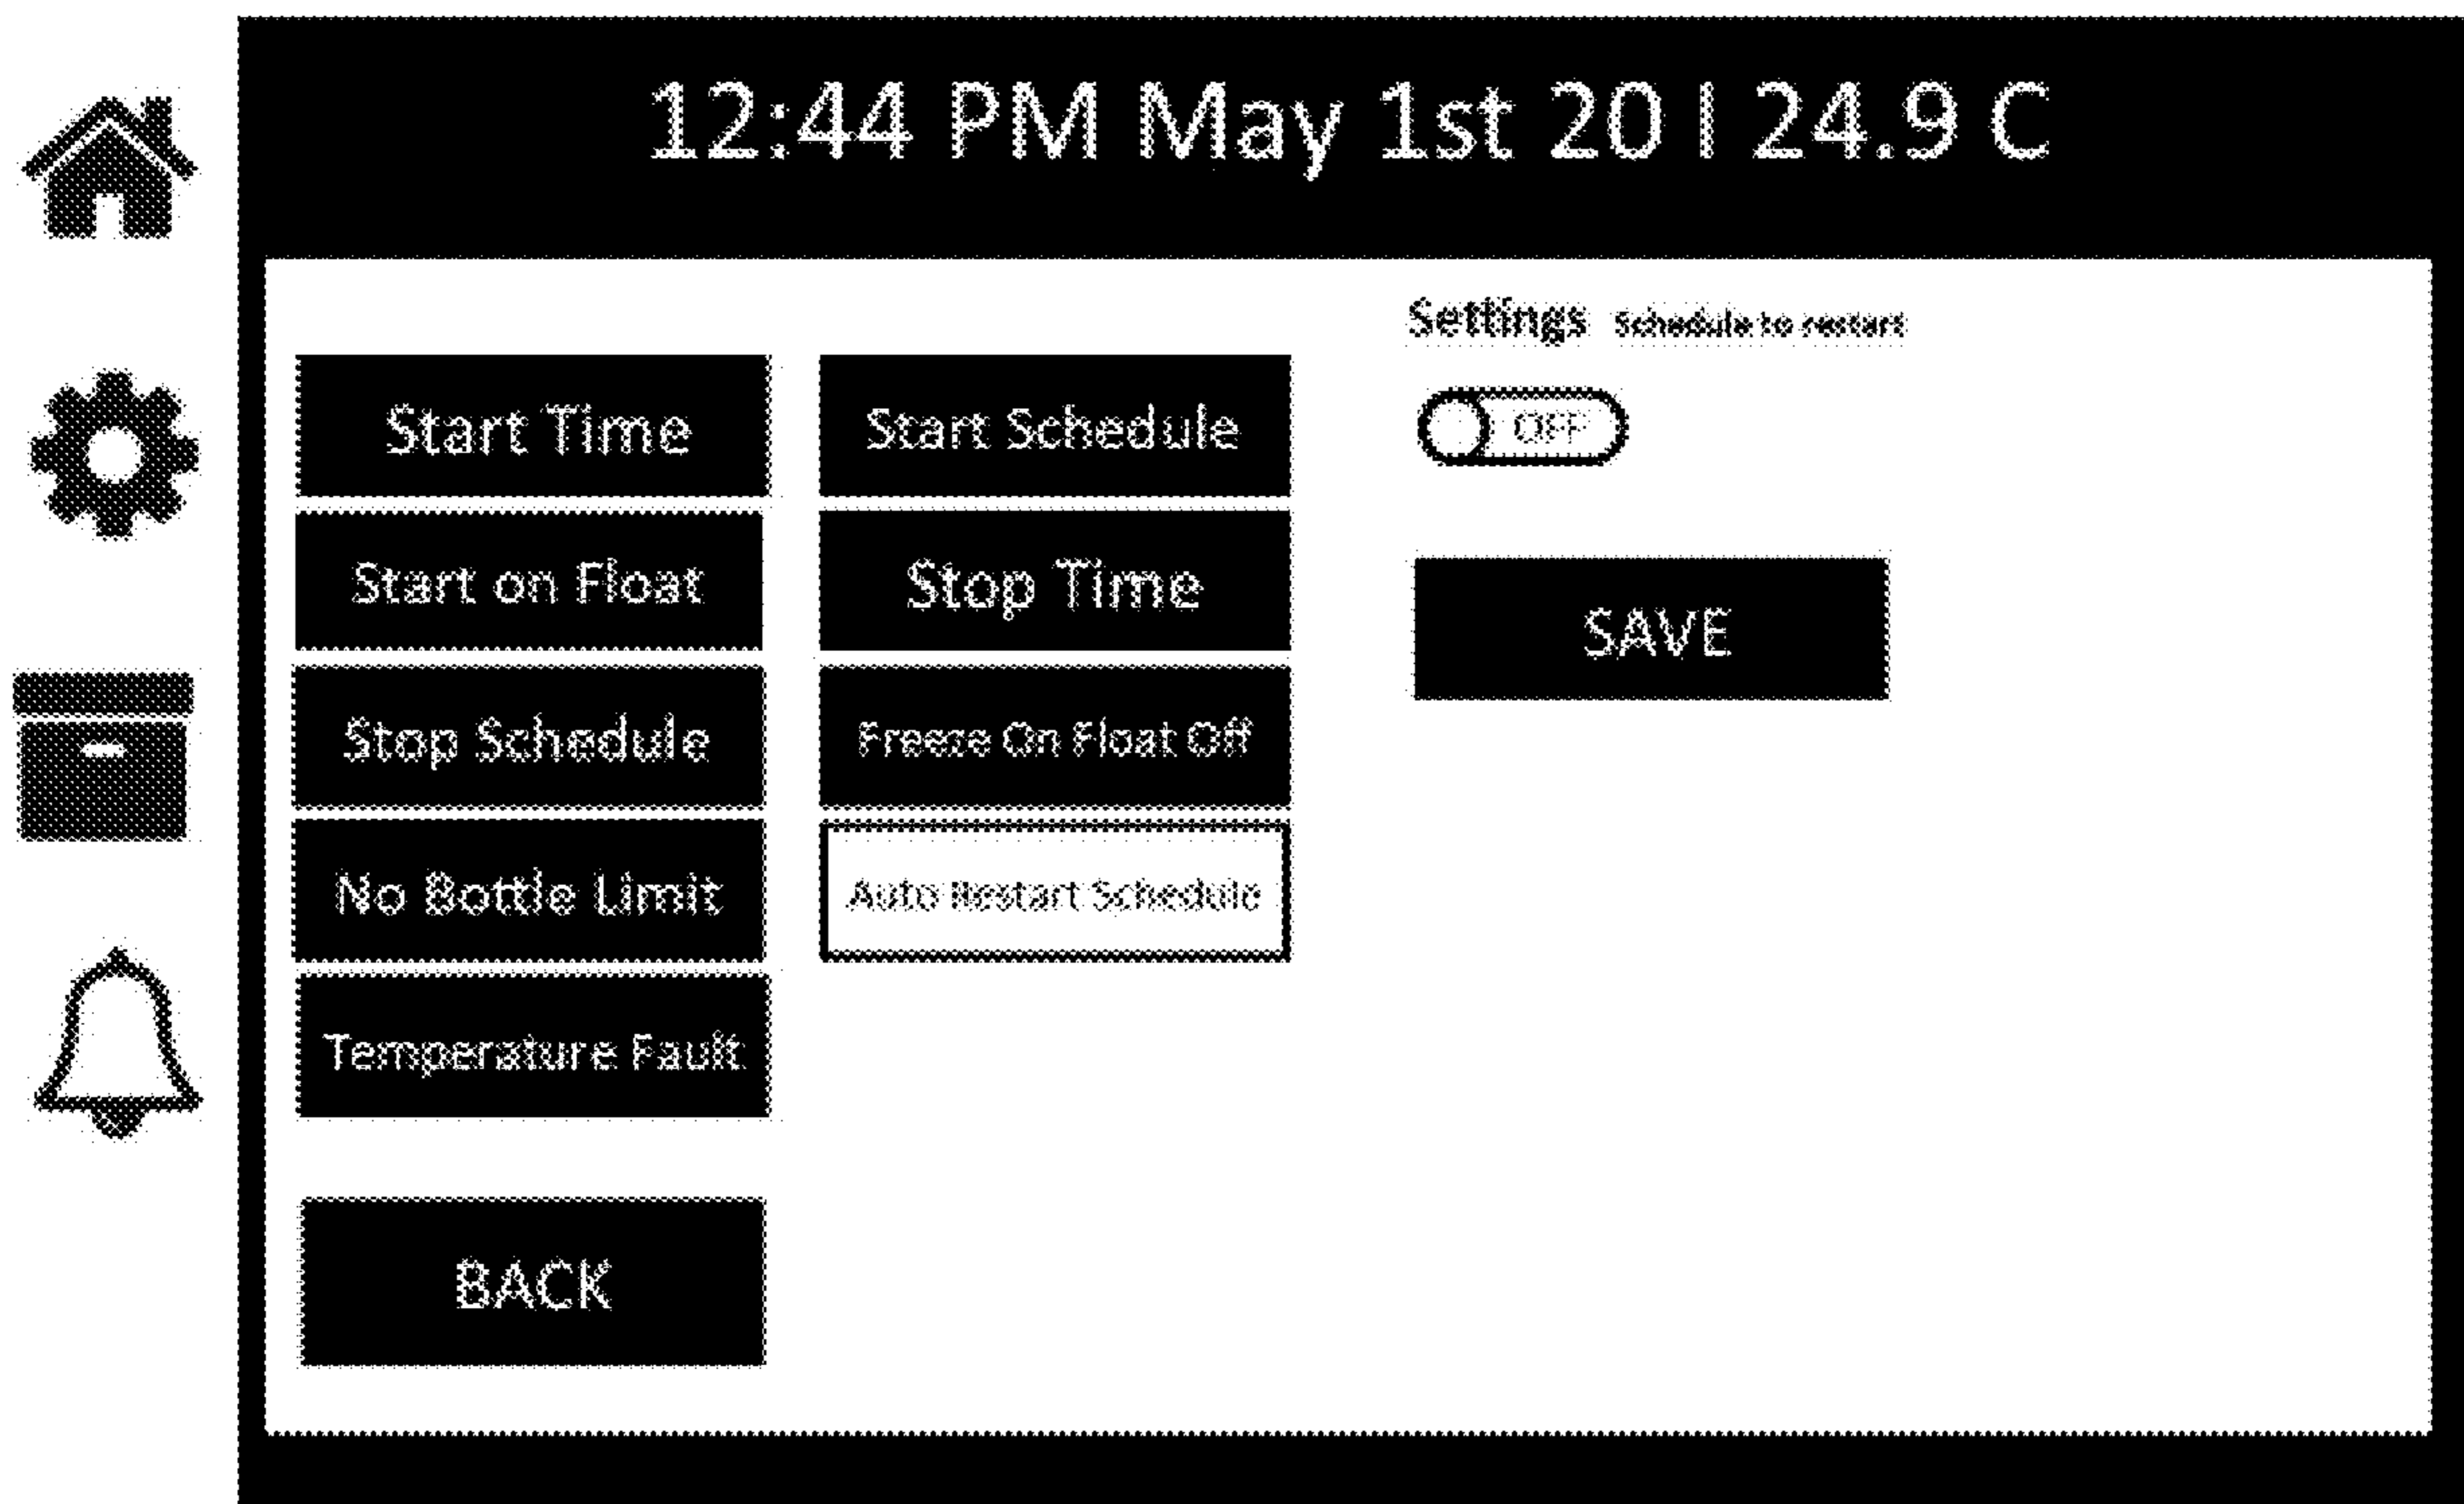 12:44 PM May 1st 20 I 24.9 C
Settings Schedule to restart
Start Time
Start Schedule
OFF
Start on Float
Stop Time
SAVE
Stop Schedule
Freeze On Float Off
No Bottle Limit
Auto Restart Schedule
Temperature Fault
BACK